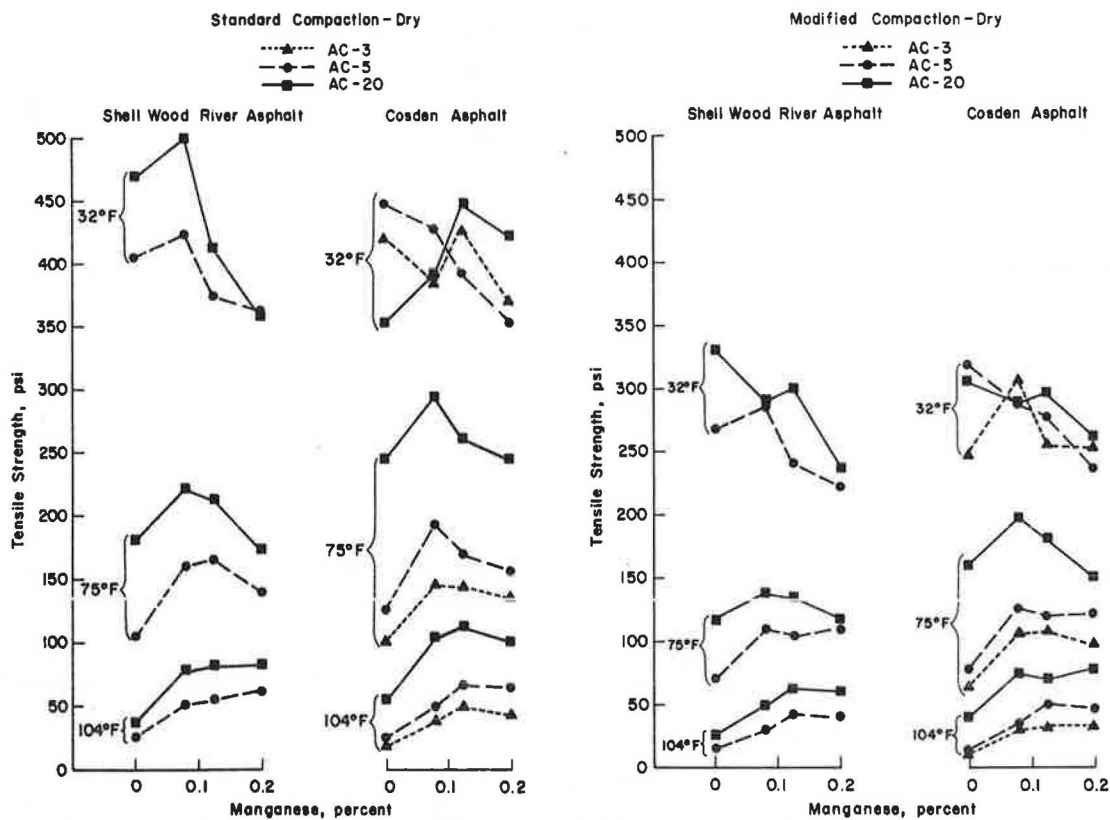 Standard Compaction-Dry
AC-3
AC-5
AC-20
Shell Wood River Asphalt
Cosden Asphalt
500
450
400
350
300
250
200
150
100
50
0
Tensile Strength, psi
32°F
75°F
104°F
32°F
75°F
104°F
0 0.1 0.2
0 0.1 0.2
Manganese, percent
Modified Compaction-Dry
AC-3
AC-5
AC-20
Shell Wood River Asphalt
Cosden Asphalt
500
450
400
350
300
250
200
150
100
50
0
Tensile Strength, psi
32°F
75°F
104°F
32°F
75°F
104°F
0 0.1 0.2
0 0.1 0.2
Manganese, percent